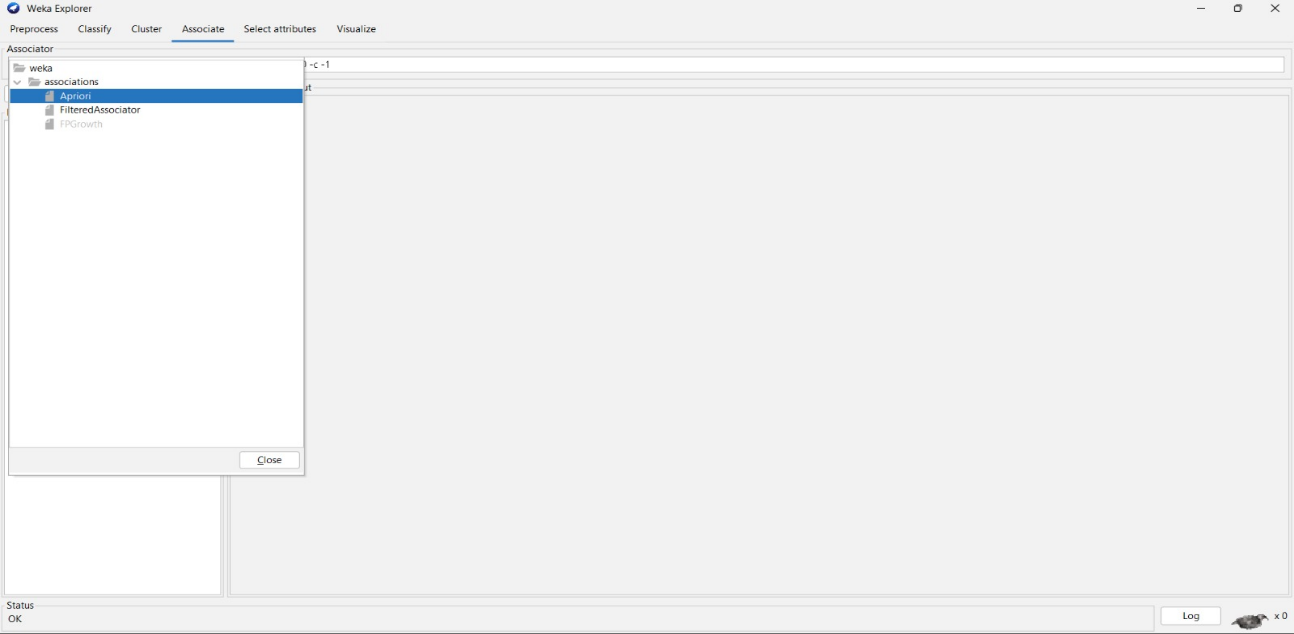 Weka Explorer
Preprocess Classify Cluster Associate Select attributes Visualize
Associator
weka
-c -1
associations
Apriori
FilteredAssociator
FPGrowth
Close
Status
OK
Log
x 0